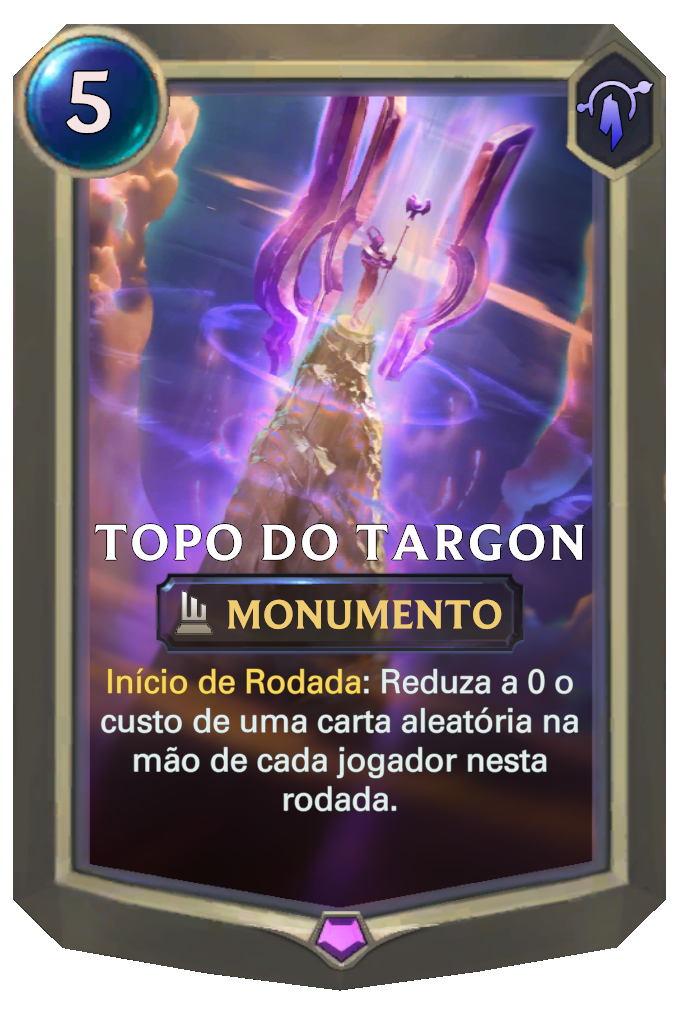 5
TOPO DO TARGON
MONUMENTO
Início de Rodada: Reduza a 0 o
custo de uma carta aleatória na
mão de cada jogador nesta
rodada.